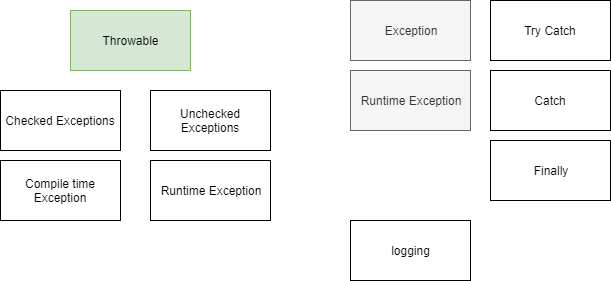 Throwable
Checked Exceptions
Unchecked
Exceptions
Compile time
Exception
Runtime Exception
Exception
Try Catch
Runtime Exception
Catch
Finally
logging